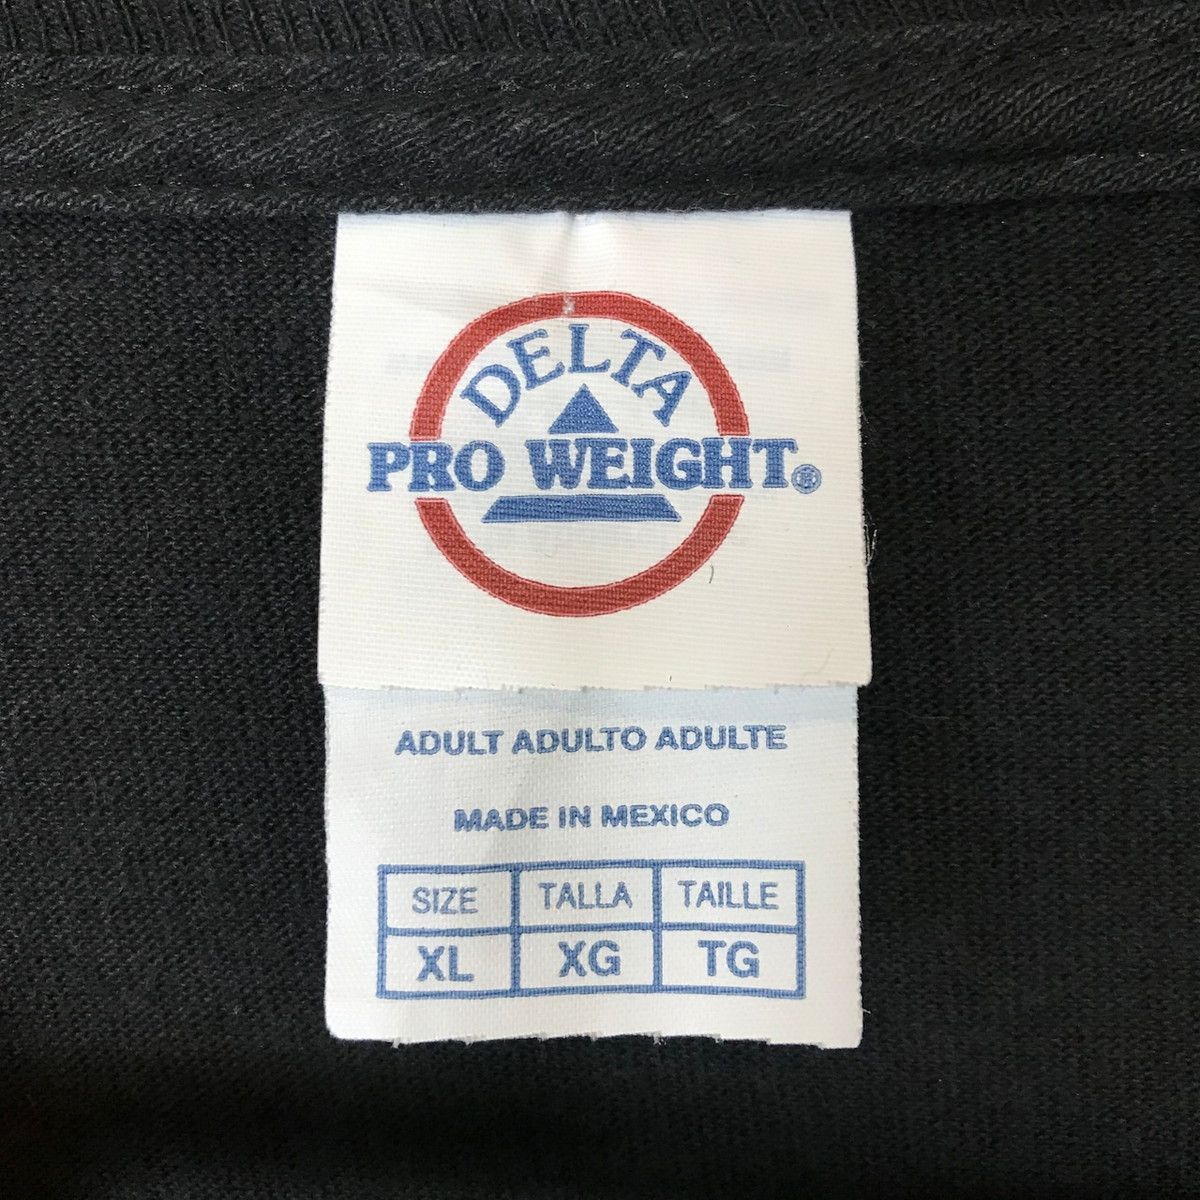 DELTA
PRO WEIGHT®
ADULT ADULTO ADULTE
MADE IN MEXICO
SIZE TALLA TAILLE
XL XG TG